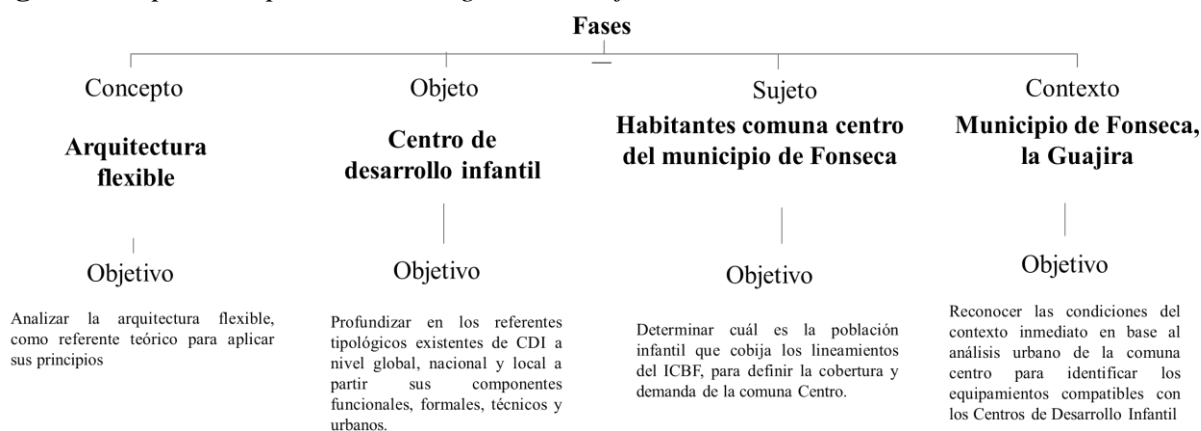 Fases
Concepto
Arquitectura
flexible
Objetivo
Analizar la arquitectura flexible,
como referente teórico para aplicar
sus principios
Objeto
Centro de
desarrollo infantil
Objetivo
Profundizar en los referentes
tipológicos existentes de CDI a
nivel global, nacional y local a
partir sus componentes
funcionales, formales, técnicos y
urbanos.
Sujeto
Habitantes comuna centro
del municipio de Fonseca
Objetivo
Determinar cuál es la población
infantil que cobija los lineamientos
del ICBF, para definir la cobertura y
demanda de la comuna Centro.
Contexto
Municipio de Fonseca,
la Guajira
Objetivo
Reconocer las condiciones del
contexto inmediato en base al
análisis urbano de la comuna
centro para identificar los
equipamientos compatibles con
los Centros de Desarrollo Infantil